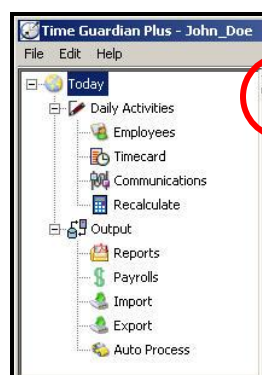 Time Guardian Plus - John_Doe
File Edit Help
Today
Daily Activities
Employees
Timecard
Communications
Recalculate
Output
Reports
Payrolls
Import
Export
Auto Process